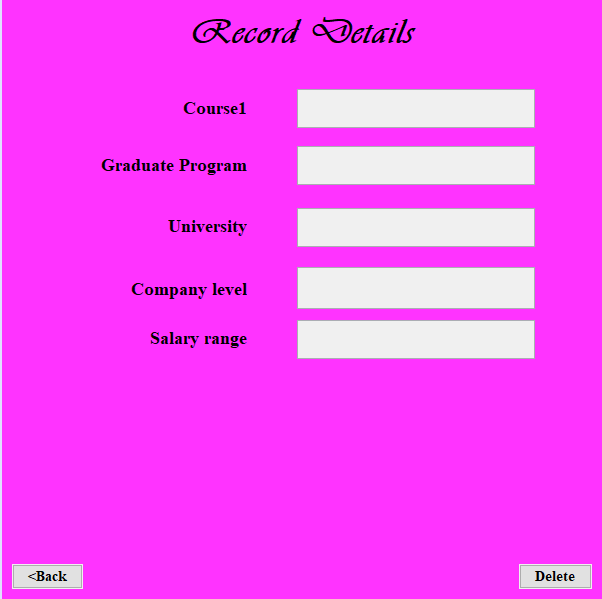 Record Details
Course1
Graduate Program
University
Company level
Salary range
<Back
Delete